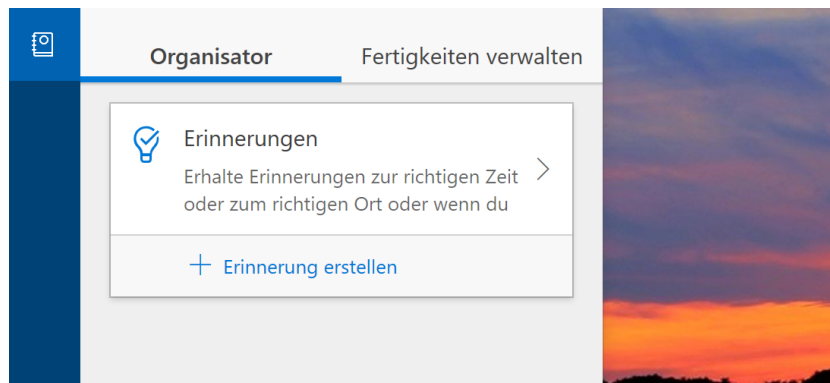 Organisator
Fertigkeiten verwalten
Erinnerungen
Erhalte Erinnerungen zur richtigen Zeit
oder zum richtigen Ort oder wenn du
Erinnerung erstellen